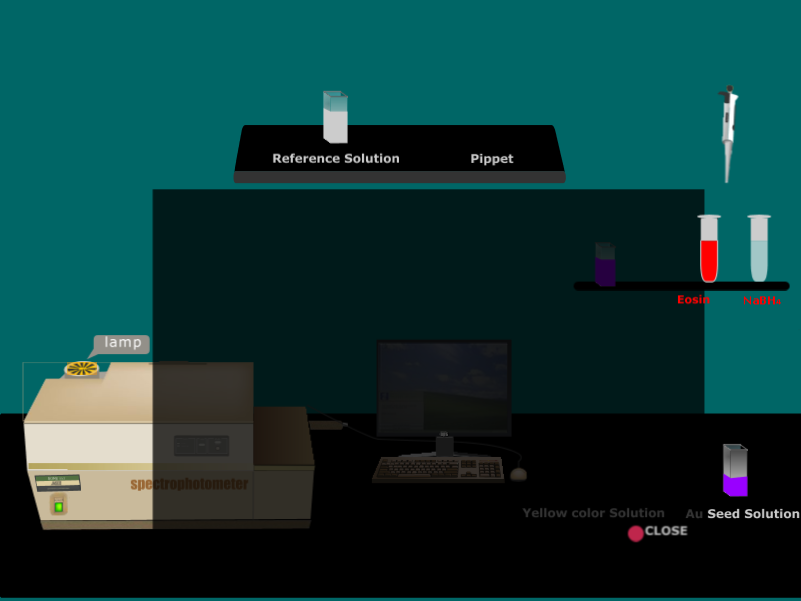 Reference Solution
Pippet
Eosin
NaBH₄
lamp
spectrophotometer
Yellow color Solution
Au Seed Solution
CLOSE